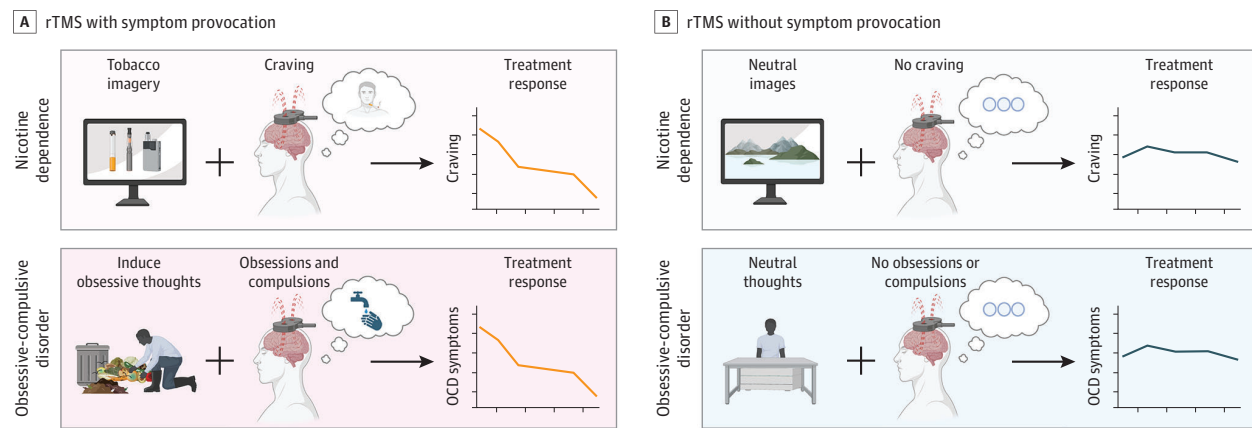 A rTMS with symptom provocation
Nicotine
dependence
Tobacco
imagery
Craving
Treatment
response
Craving
Obsessive-compulsive
disorder
Induce
obsessive thoughts
Obsessions and
compulsions
Treatment
response
OCD symptoms
B rTMS without symptom provocation
Nicotine
dependence
Neutral
images
No craving
Treatment
response
Craving
Obsessive-compulsive
disorder
Neutral
thoughts
No obsessions or
compulsions
Treatment
response
OCD symptoms